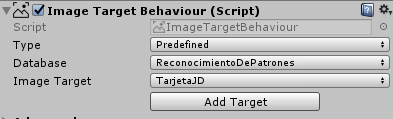 Image Target Behaviour (Script)
Script ImageTargetBehaviour
Type Predefined
Database ReconocimientoDePatrones
Image Target TarjetaJD
Add Target